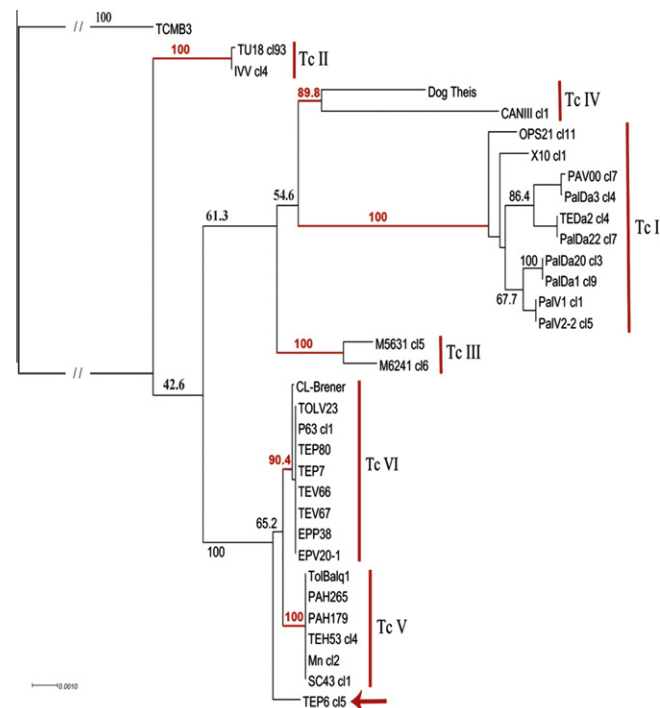 //
100
TCMB3
100
TU18 cl93
IVV cl4
Tc II
89.8
Dog Theis
CANIII cl1
Tc IV
OPS21 cl11
X10 cl1
54.6
86.4
PAV00 cl7
PalDa3 cl4
Tc I
61.3
100
TEDa2 cl4
PalDa22 cl7
100
PalDa20 cl3
PalDa1 cl9
67.7
PalV1 cl1
PalV2-2 cl5
100
M5631 cl5
M6241 cl6
Tc III
//
42.6
CL-Brener
TOLV23
P63 cl1
TEP80
90.4
TEP7
Tc VI
TEV66
TEV67
65.2
EPP38
100
EPV20-1
TolBalq1
PAH265
100
PAH179
Tc V
TEH53 cl4
Mn cl2
SC43 cl1
0.0010
TEP6 cl5